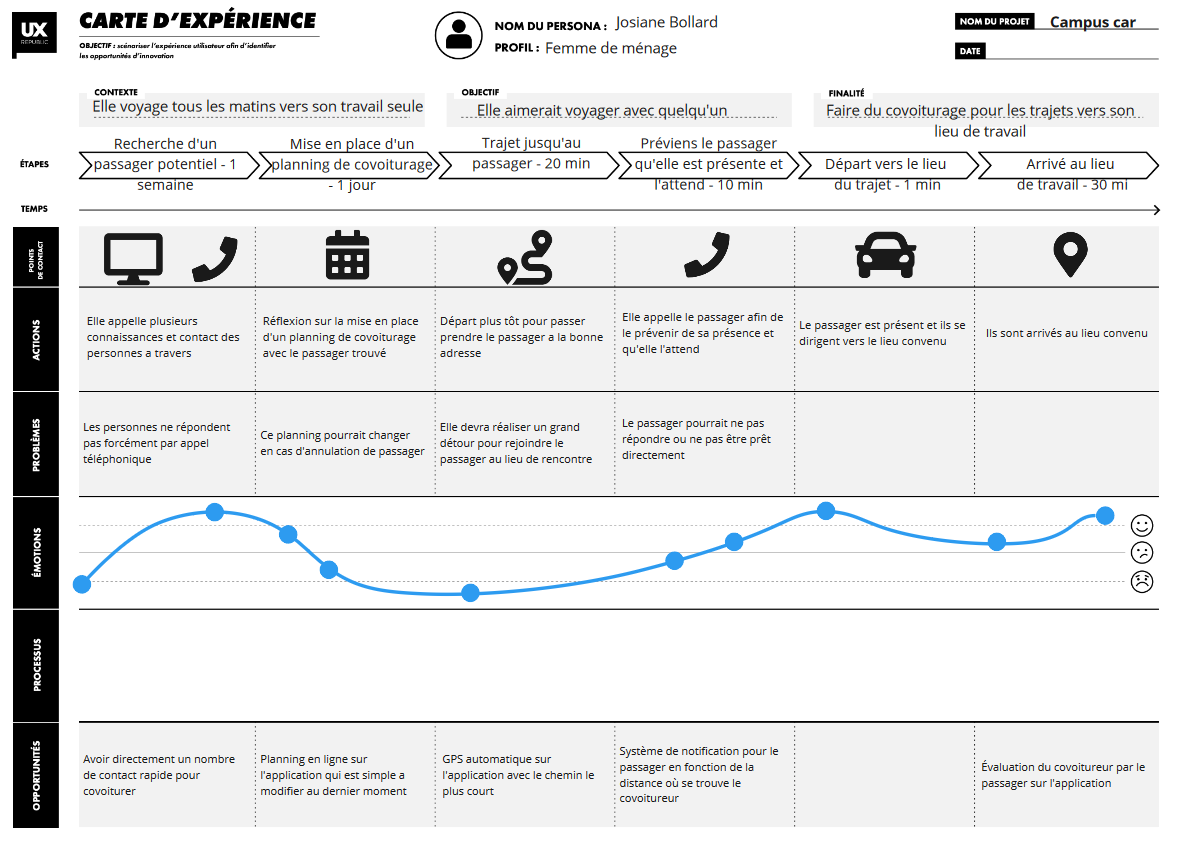 UX
REPUBLIC
CARTE D'EXPÉRIENCE
OBJECTIF : scénariser l'expérience utilisateur afin d'identifier
les opportunités d'innovation
NOM DU PERSONA : Josiane Bollard
PROFIL : Femme de ménage
NOM DU PROJET Campus car
DATE
CONTEXTE
Elle voyage tous les matins vers son travail seule
OBJECTIF
Elle aimerait voyager avec quelqu'un
FINALITÉ
Faire du covoiturage pour les trajets vers son
lieu de travail
ÉTAPES
Recherche d'un
passager potentiel - 1
semaine
Mise en place d'un
planning de covoiturage
- 1 jour
Trajet jusqu'au
passager - 20 min
Préviens le passager
qu'elle est présente et
l'attend - 10 min
Départ vers le lieu
du trajet - 1 min
Arrivé au lieu
de travail - 30 mi
TEMPS
POINTS
DE CONTACT
ACTIONS
Elle appelle plusieurs
connaissances et contact des
personnes a travers
Réflexion sur la mise en place
d'un planning de covoiturage
avec le passager trouvé
Départ plus tôt pour passer
prendre le passager a la bonne
adresse
Elle appelle le passager afin de
le prévenir de sa présence et
qu'elle l'attend
Le passager est présent et ils se
dirigent vers le lieu convenu
Ils sont arrivés au lieu convenu
PROBLÈMES
Les personnes ne répondent
pas forcément par appel
téléphonique
Ce planning pourrait changer
en cas d'annulation de passager
Elle devra réaliser un grand
détour pour rejoindre le
passager au lieu de rencontre
Le passager pourrait ne pas
répondre ou ne pas être prêt
directement
ÉMOTIONS
PROCESSUS
OPPORTUNITÉS
Avoir directement un nombre
de contact rapide pour
covoiturer
Planning en ligne sur
l'application qui est simple a
modifier au dernier moment
GPS automatique sur
l'application avec le chemin le
plus court
Système de notification pour le
passager en fonction de la
distance où se trouve le
covoitureur
Évaluation du covoitureur par le
passager sur l'application